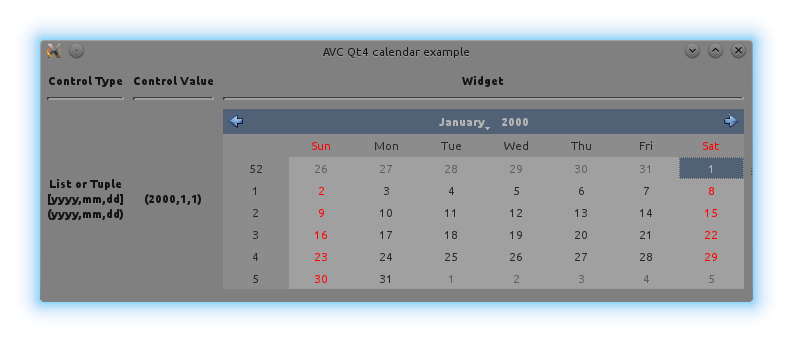 AVC Qt4 calendar example
Control Type Control Value Widget
January 2000
Sun Mon Tue Wed Thu Fri Sat
52 26 27 28 29 30 31 1
1 2 3 4 5 6 7 8
2 9 10 11 12 13 14 15
3 16 17 18 19 20 21 22
4 23 24 25 26 27 28 29
5 30 31 1 2 3 4 5
List or Tuple
[yyyy,mm,dd]
(yyyy,mm,dd)
(2000,1,1)